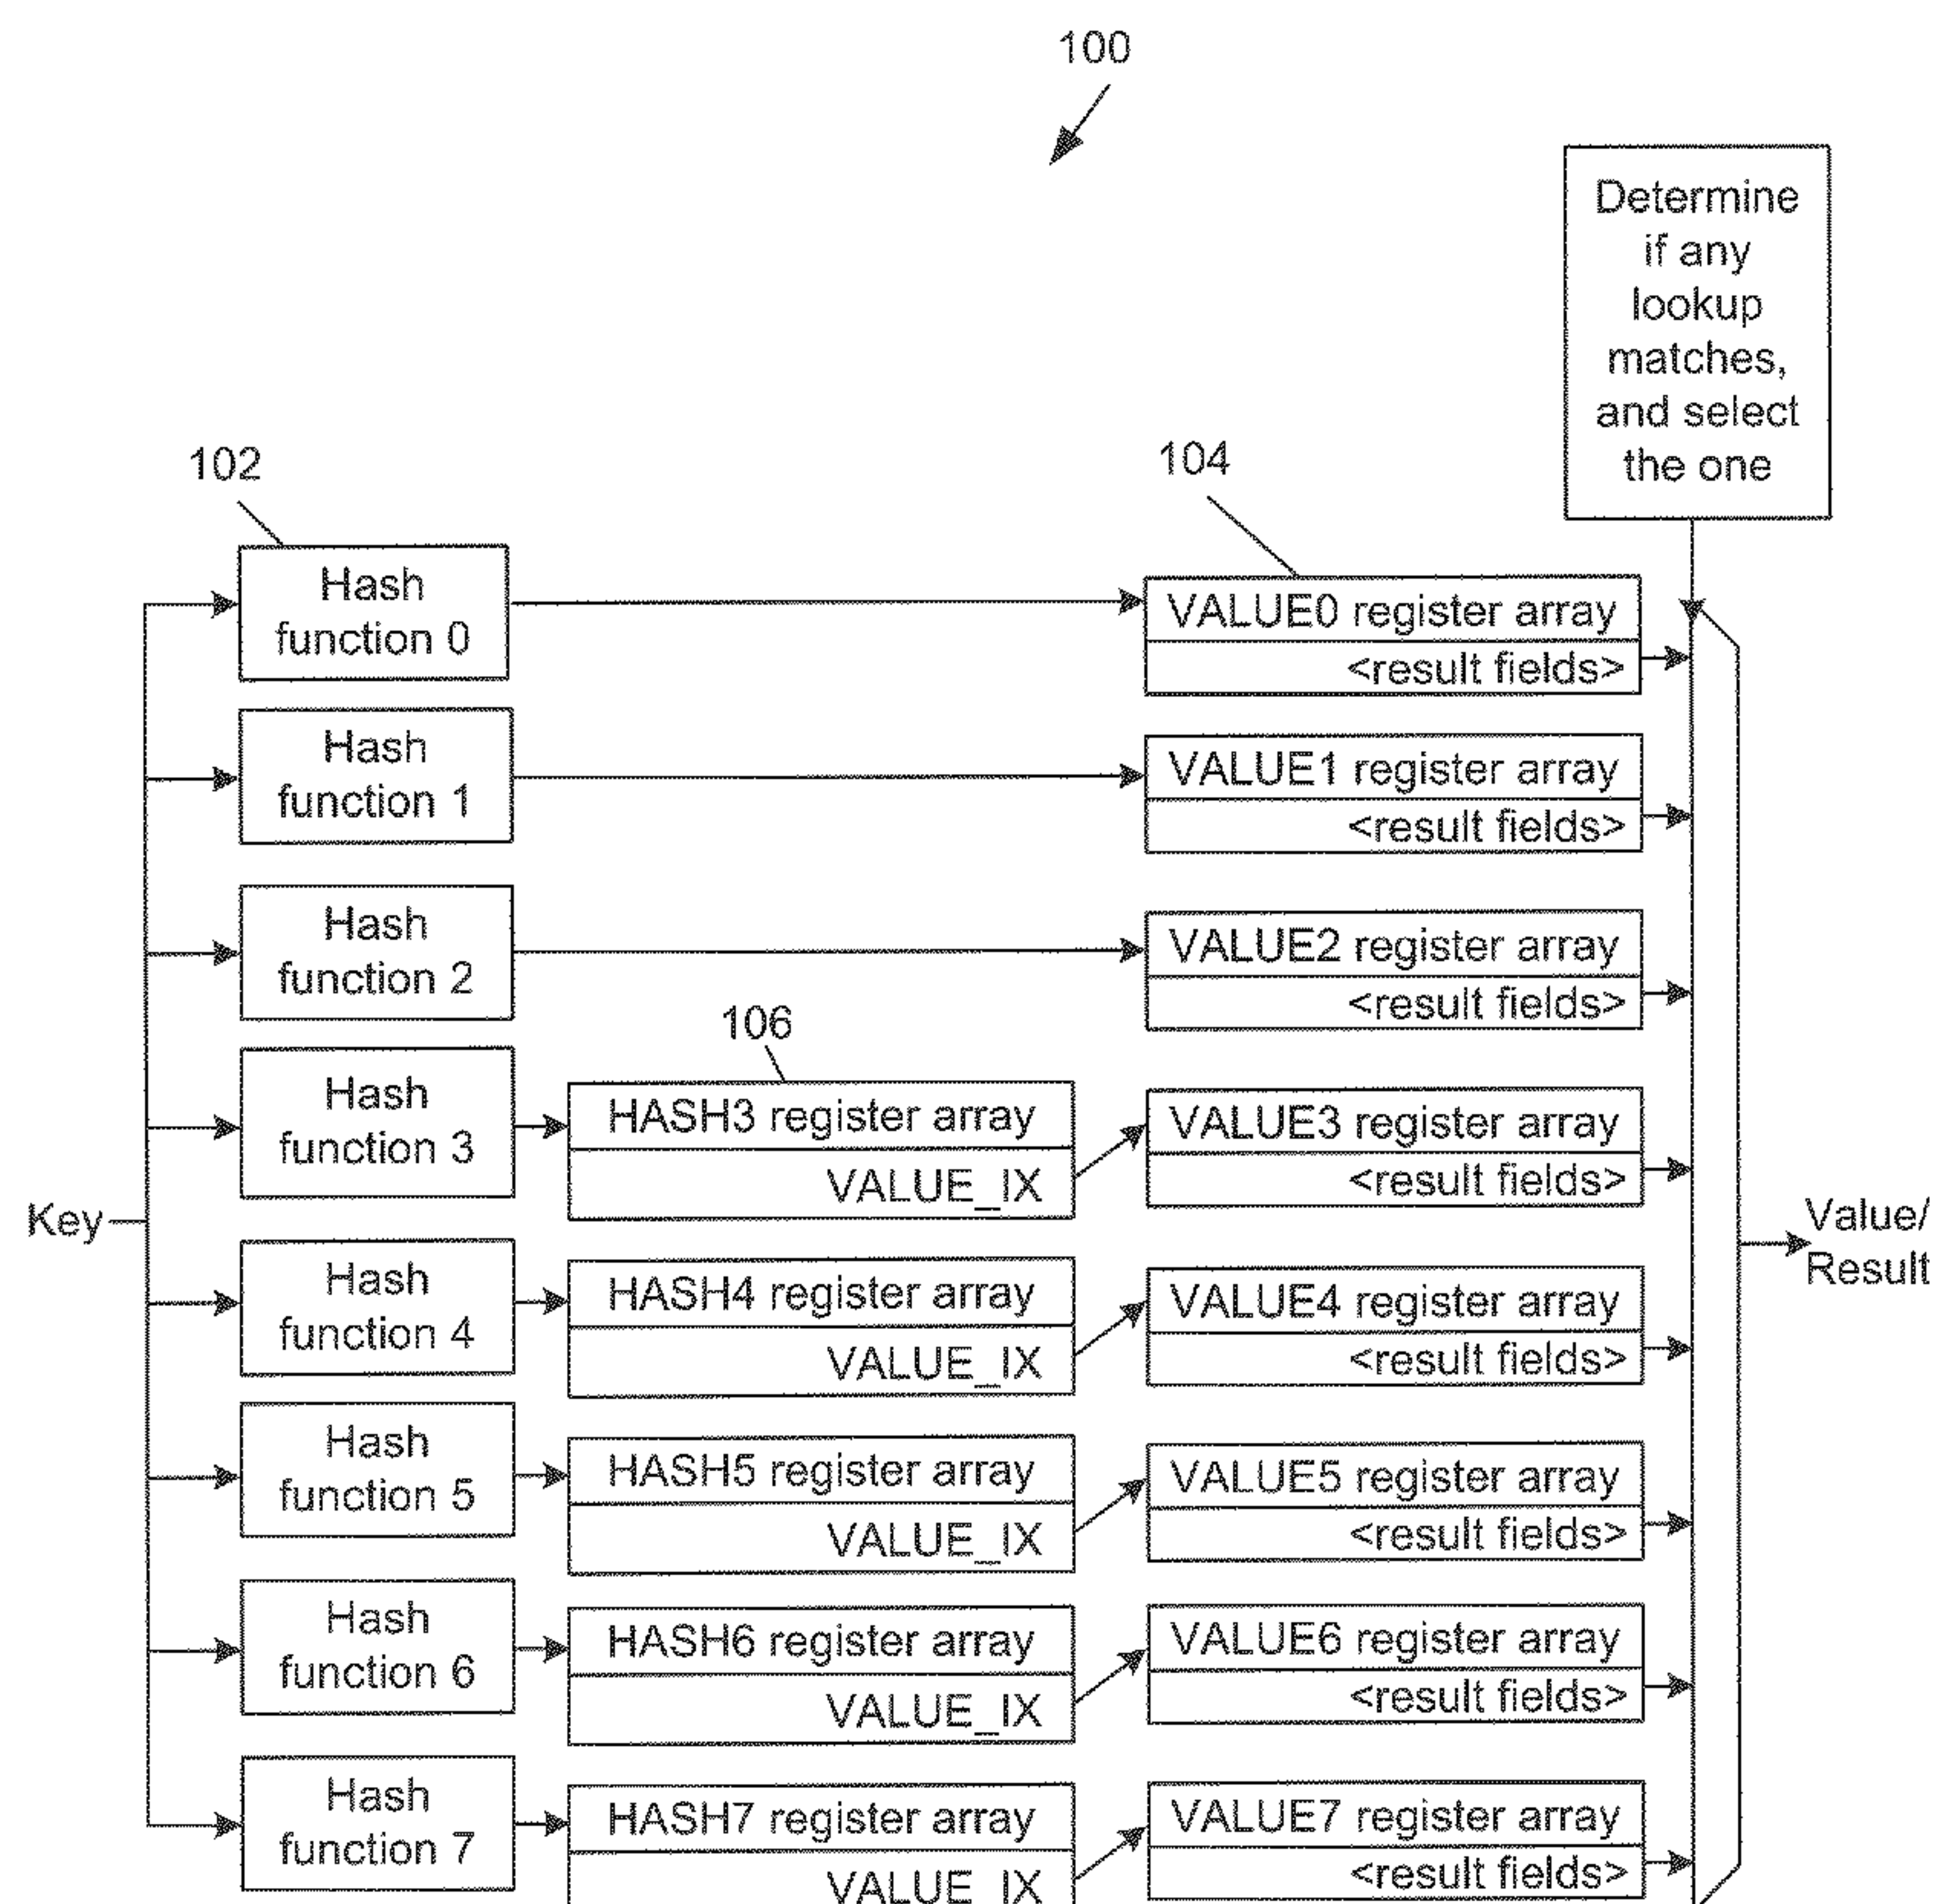 100
Determine
if any
lookup
matches,
and select
the one
102
104
Hash
function 0
VALUE0 register array
<result fields>
Hash
function 1
VALUE1 register array
<result fields>
Hash
function 2
VALUE2 register array
<result fields>
106
Hash
function 3
HASH3 register array
VALUE_IX
VALUE3 register array
<result fields>
Key
Value/
Result
Hash
function 4
HASH4 register array
VALUE_IX
VALUE4 register array
<result fields>
Hash
function 5
HASH5 register array
VALUE_IX
VALUE5 register array
<result fields>
Hash
function 6
HASH6 register array
VALUE_IX
VALUE6 register array
<result fields>
Hash
function 7
HASH7 register array
VALUE_IX
VALUE7 register array
<result fields>